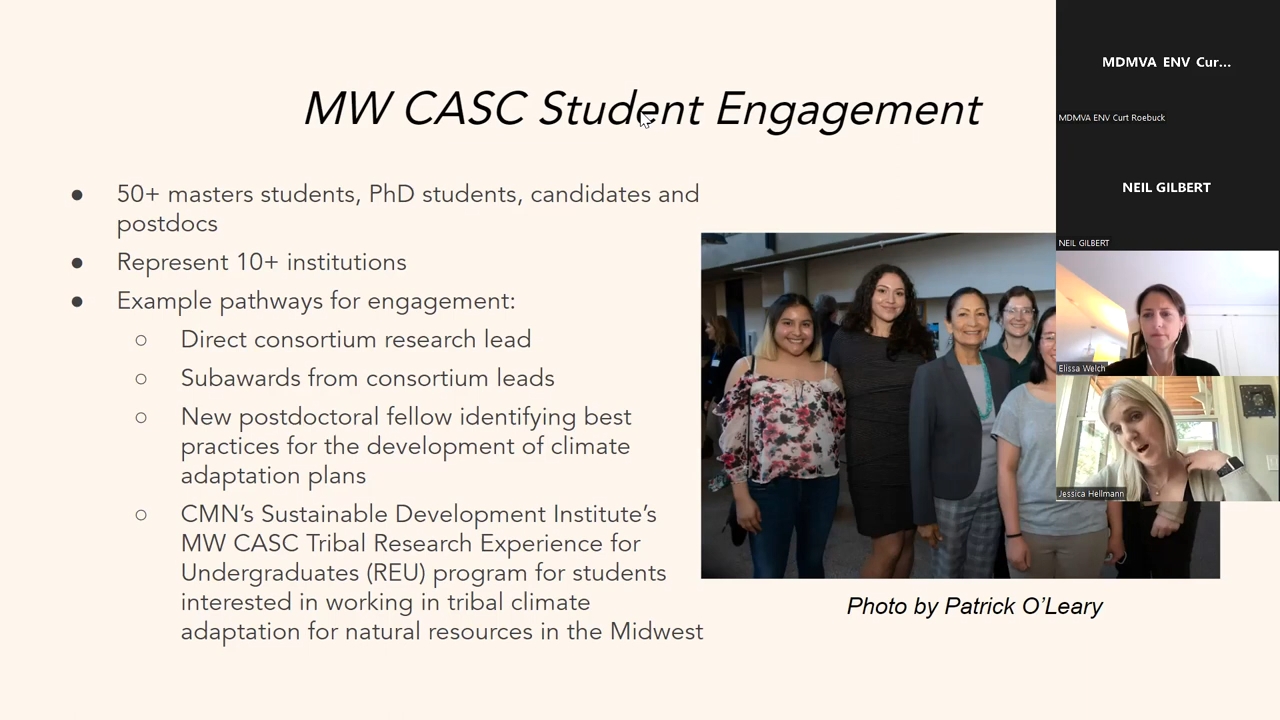 MW CASC Student Engagement
● 50+ masters students, PhD students, candidates and
postdocs
● Represent 10+ institutions
● Example pathways for engagement:
○ Direct consortium research lead
○ Subawards from consortium leads
○ New postdoctoral fellow identifying best
practices for the development of climate
adaptation plans
○ CMN’s Sustainable Development Institute’s
MW CASC Tribal Research Experience for
Undergraduates (REU) program for students
interested in working in tribal climate
adaptation for natural resources in the Midwest
Photo by Patrick O’Leary
MDMVA ENV Cur...
MDMVA ENV Curt Roebuck
NEIL GILBERT
NEIL GILBERT
Elissa Welch
Jessica Hellmann